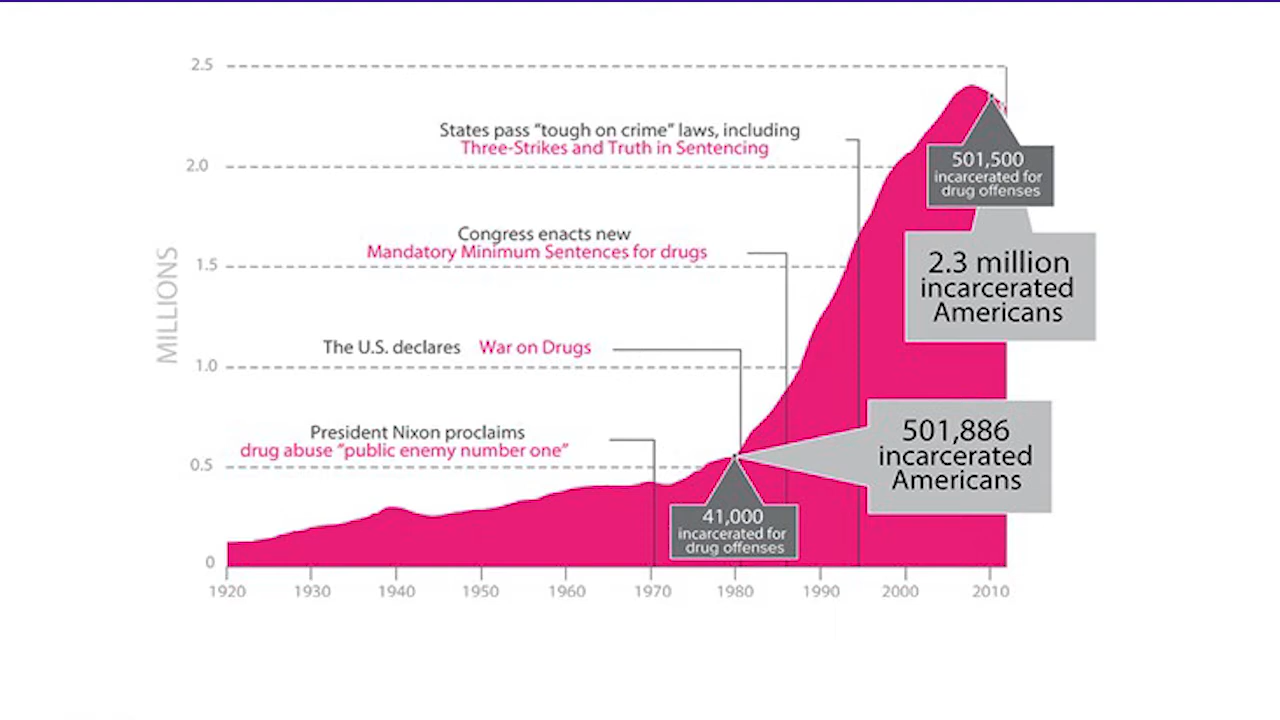 2.5
States pass “tough on crime” laws, including
Three-Strikes and Truth in Sentencing
501,500
incarcerated for
drug offenses
2.0
Congress enacts new
Mandatory Minimum Sentences for drugs
2.3 million
incarcerated
Americans
1.5
MILLIONS
The U.S. declares War on Drugs
1.0
President Nixon proclaims
drug abuse “public enemy number one”
501,886
incarcerated
Americans
0.5
41,000
incarcerated for
drug offenses
0
1920 1930 1940 1950 1960 1970 1980 1990 2000 2010